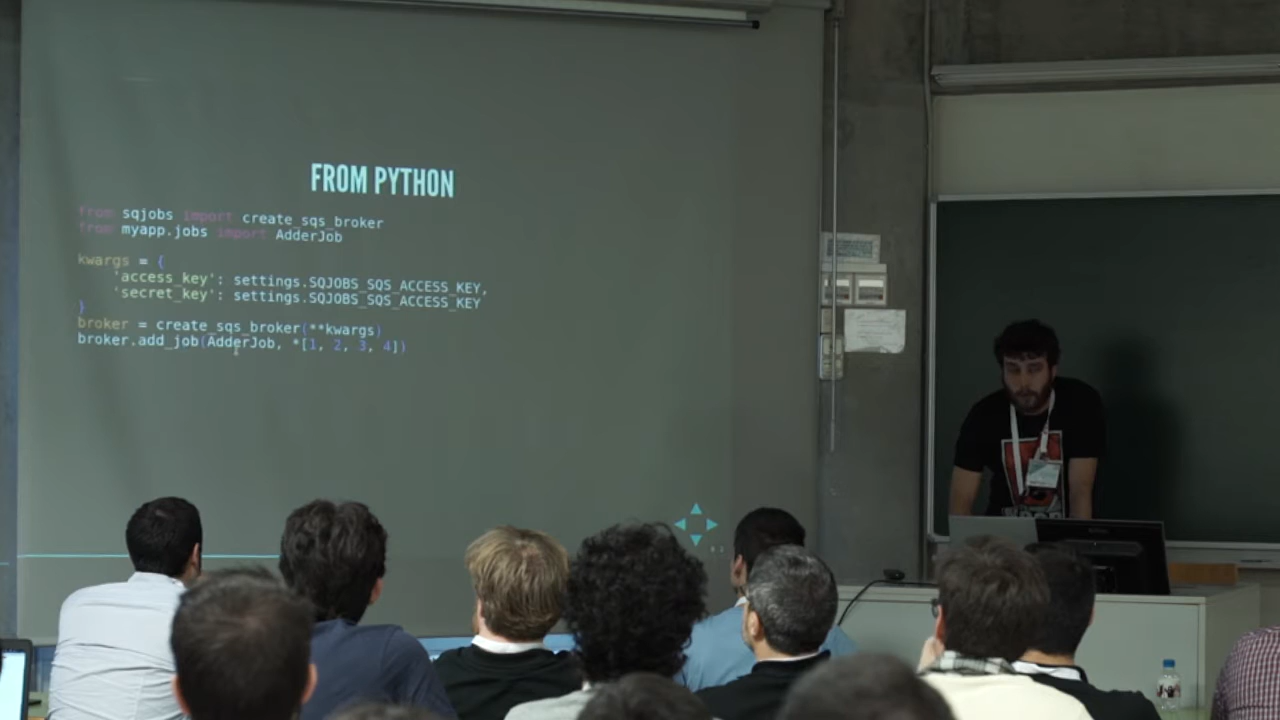 FROM PYTHON
from sqjobs import create_sqs_broker
from myapp.jobs import AdderJob
kwargs = {
'access_key': settings.SQJOBS_SQS_ACCESS_KEY,
'secret_key': settings.SQJOBS_SQS_ACCESS_KEY
}
broker = create_sqs_broker(**kwargs)
broker.add_job(AdderJob, *[1, 2, 3, 4])